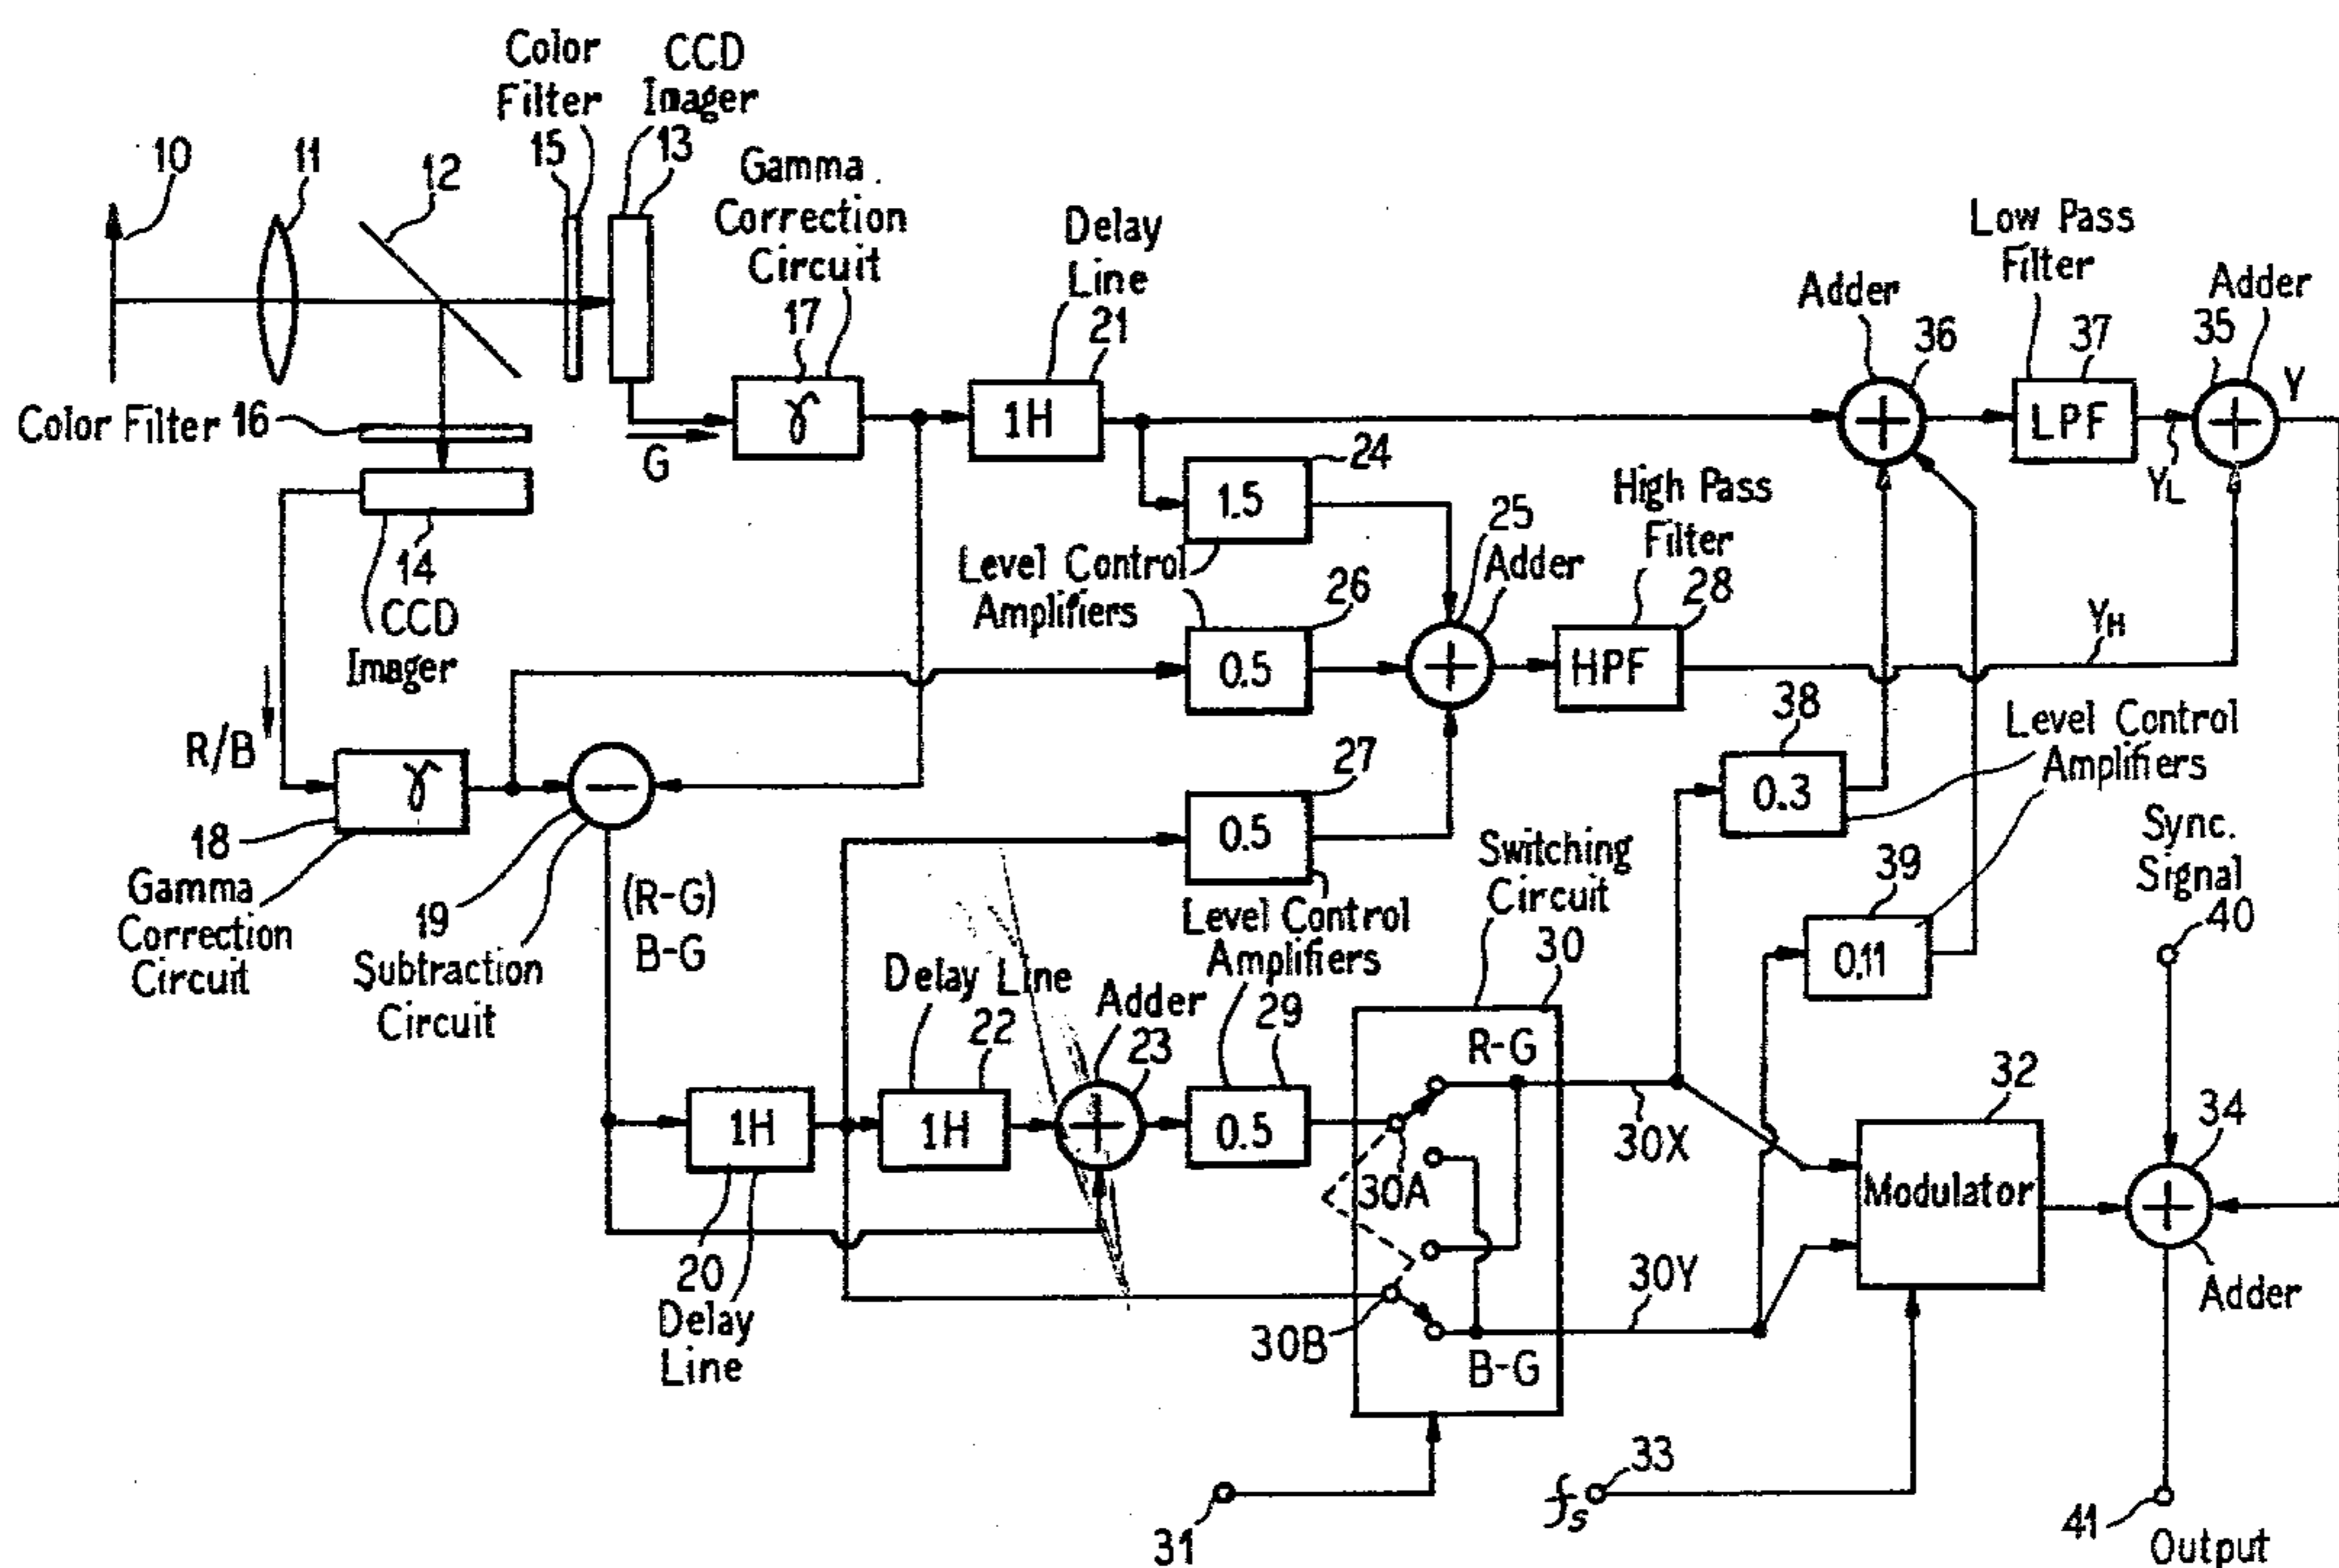 Color
Filter
15
CCD
Imager
13
10
11
12
Gamma
Correction
Circuit
17
γ
G
Delay
Line
21
1H
Color Filter 16
14
CCD
Imager
R/B
γ
18
Gamma
Correction
Circuit
19
Subtraction
Circuit
(R-G)
B-G
24
1.5
Level Control
Amplifiers
26
0.5
27
0.5
Level Control
Amplifiers
25
Adder
High Pass
Filter
28
HPF
Adder
36
Low Pass
Filter
37
LPF
YL
Adder
35
Y
YH
38
0.3
Level Control
Amplifiers
39
0.11
Sync.
Signal
40
20
1H
Delay
Line
Delay Line
22
1H
Adder
23
29
0.5
Switching
Circuit
30
R-G
30A
30B
B-G
30X
30Y
31
32
Modulator
fs
33
34
Adder
41
Output